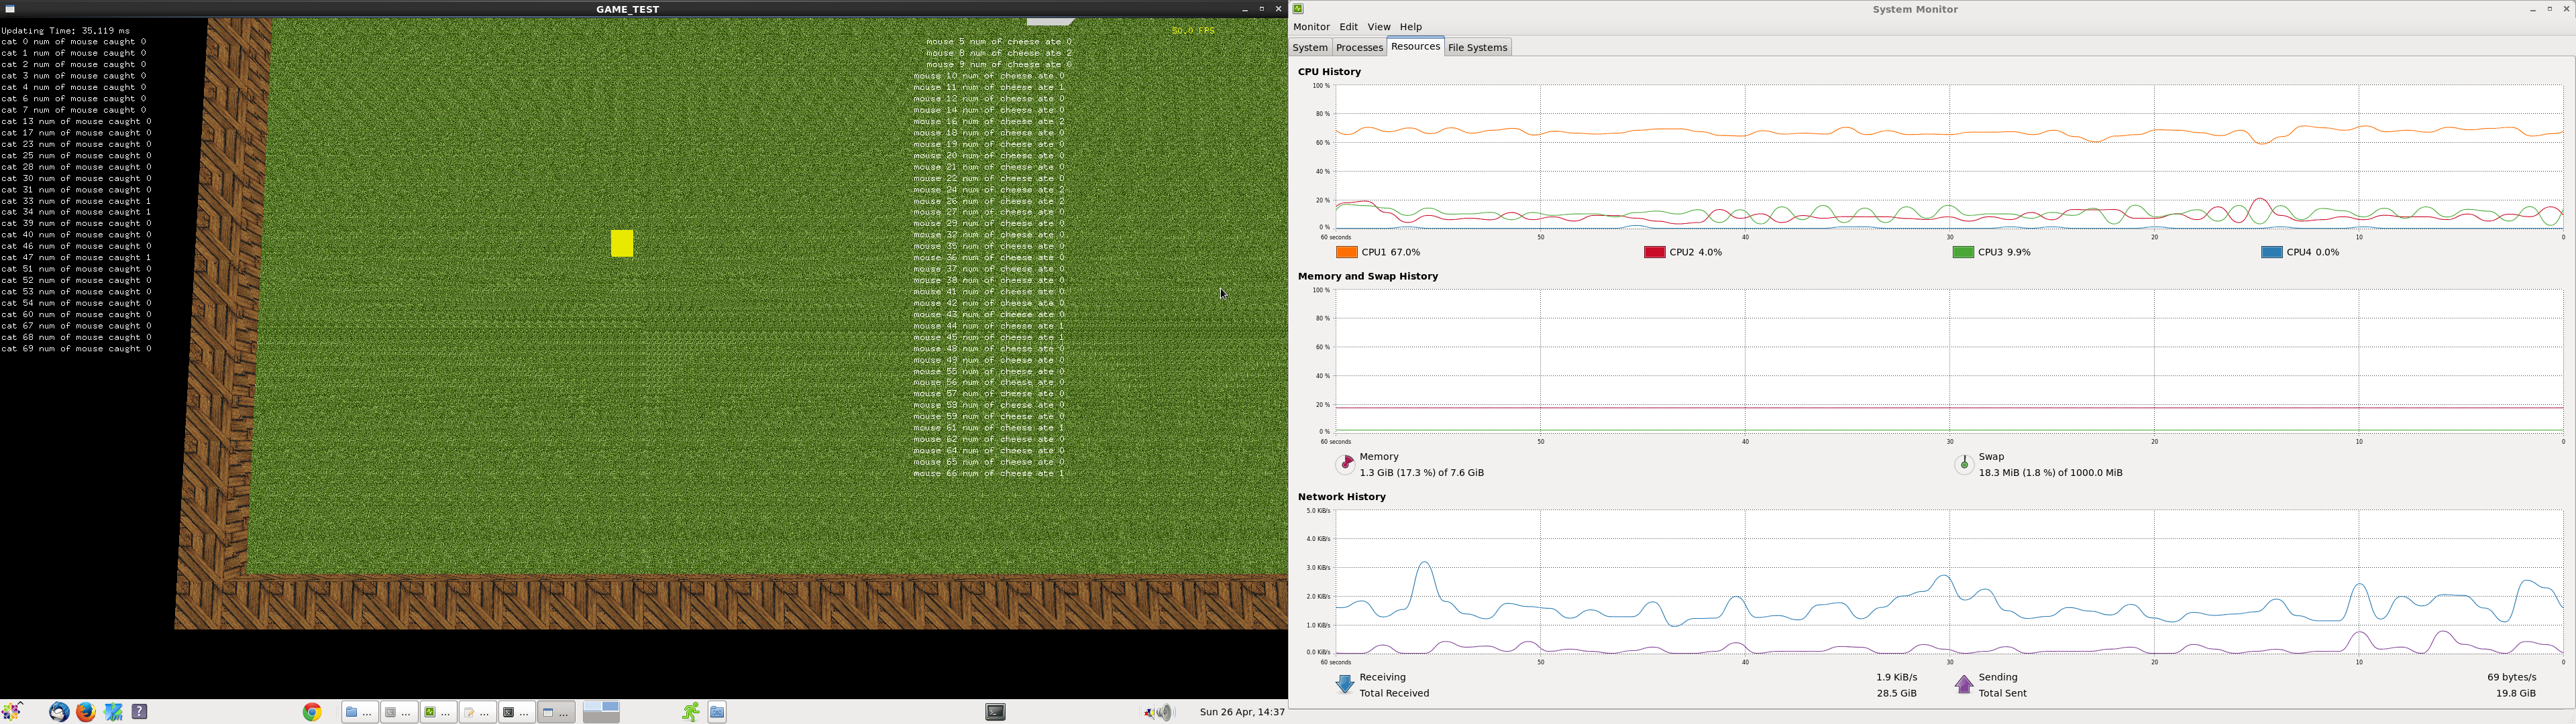 GAME_TEST
Updating Time: 35.119 ms
cat 0 num of mouse caught 0
cat 1 num of mouse caught 0
cat 2 num of mouse caught 0
cat 3 num of mouse caught 0
cat 4 num of mouse caught 0
cat 6 num of mouse caught 0
cat 7 num of mouse caught 0
cat 13 num of mouse caught 0
cat 17 num of mouse caught 0
cat 23 num of mouse caught 0
cat 25 num of mouse caught 0
cat 28 num of mouse caught 0
cat 30 num of mouse caught 0
cat 31 num of mouse caught 0
cat 33 num of mouse caught 1
cat 34 num of mouse caught 1
cat 39 num of mouse caught 0
cat 40 num of mouse caught 0
cat 46 num of mouse caught 0
cat 47 num of mouse caught 1
cat 51 num of mouse caught 0
cat 52 num of mouse caught 0
cat 53 num of mouse caught 0
cat 54 num of mouse caught 0
cat 60 num of mouse caught 0
cat 67 num of mouse caught 0
cat 68 num of mouse caught 0
cat 69 num of mouse caught 0
50.0 FPS
mouse 5 num of cheese ate 0
mouse 8 num of cheese ate 2
mouse 9 num of cheese ate 0
mouse 10 num of cheese ate 0
mouse 11 num of cheese ate 1
mouse 12 num of cheese ate 0
mouse 14 num of cheese ate 0
mouse 16 num of cheese ate 2
mouse 18 num of cheese ate 0
mouse 19 num of cheese ate 0
mouse 20 num of cheese ate 0
mouse 21 num of cheese ate 0
mouse 22 num of cheese ate 0
mouse 24 num of cheese ate 2
mouse 26 num of cheese ate 2
mouse 27 num of cheese ate 0
mouse 29 num of cheese ate 0
mouse 32 num of cheese ate 0
mouse 35 num of cheese ate 0
mouse 36 num of cheese ate 0
mouse 37 num of cheese ate 0
mouse 38 num of cheese ate 0
mouse 41 num of cheese ate 0
mouse 42 num of cheese ate 0
mouse 43 num of cheese ate 0
mouse 44 num of cheese ate 1
mouse 45 num of cheese ate 1
mouse 48 num of cheese ate 0
mouse 49 num of cheese ate 0
mouse 55 num of cheese ate 0
mouse 56 num of cheese ate 0
mouse 57 num of cheese ate 0
mouse 58 num of cheese ate 0
mouse 59 num of cheese ate 0
mouse 61 num of cheese ate 1
mouse 62 num of cheese ate 0
mouse 64 num of cheese ate 0
mouse 65 num of cheese ate 0
mouse 66 num of cheese ate 1
... ... ... ... ... ...
Sun 26 Apr, 14:37
System Monitor
Monitor Edit View Help
System Processes Resources File Systems
CPU History
100 %
80 %
60 %
40 %
20 %
0 %
60 seconds 50 40 30 20 10 0
CPU1 67.0% CPU2 4.0% CPU3 9.9% CPU4 0.0%
Memory and Swap History
100 %
80 %
60 %
40 %
20 %
0 %
60 seconds 50 40 30 20 10 0
Memory
1.3 GiB (17.3 %) of 7.6 GiB
Swap
18.3 MiB (1.8 %) of 1000.0 MiB
Network History
5.0 KiB/s
4.0 KiB/s
3.0 KiB/s
2.0 KiB/s
1.0 KiB/s
0.0 KiB/s
60 seconds 50 40 30 20 10 0
Receiving 1.9 KiB/s
Total Received 28.5 GiB
Sending 69 bytes/s
Total Sent 19.8 GiB